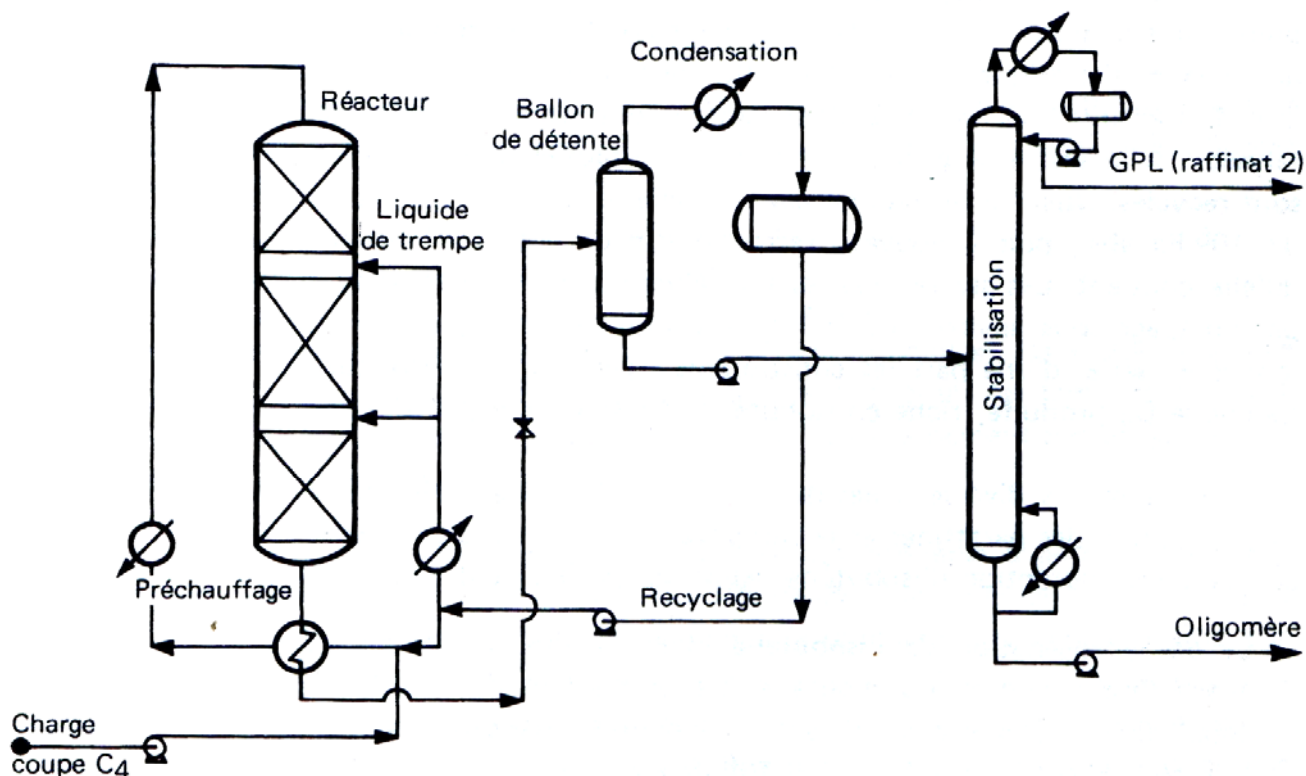 Condensation
Réacteur
Ballon
de détente
Liquide
de trempe
GPL (raffinat 2)
Stabilisation
Préchauffage
Recyclage
Oligomère
Charge
coupe C4